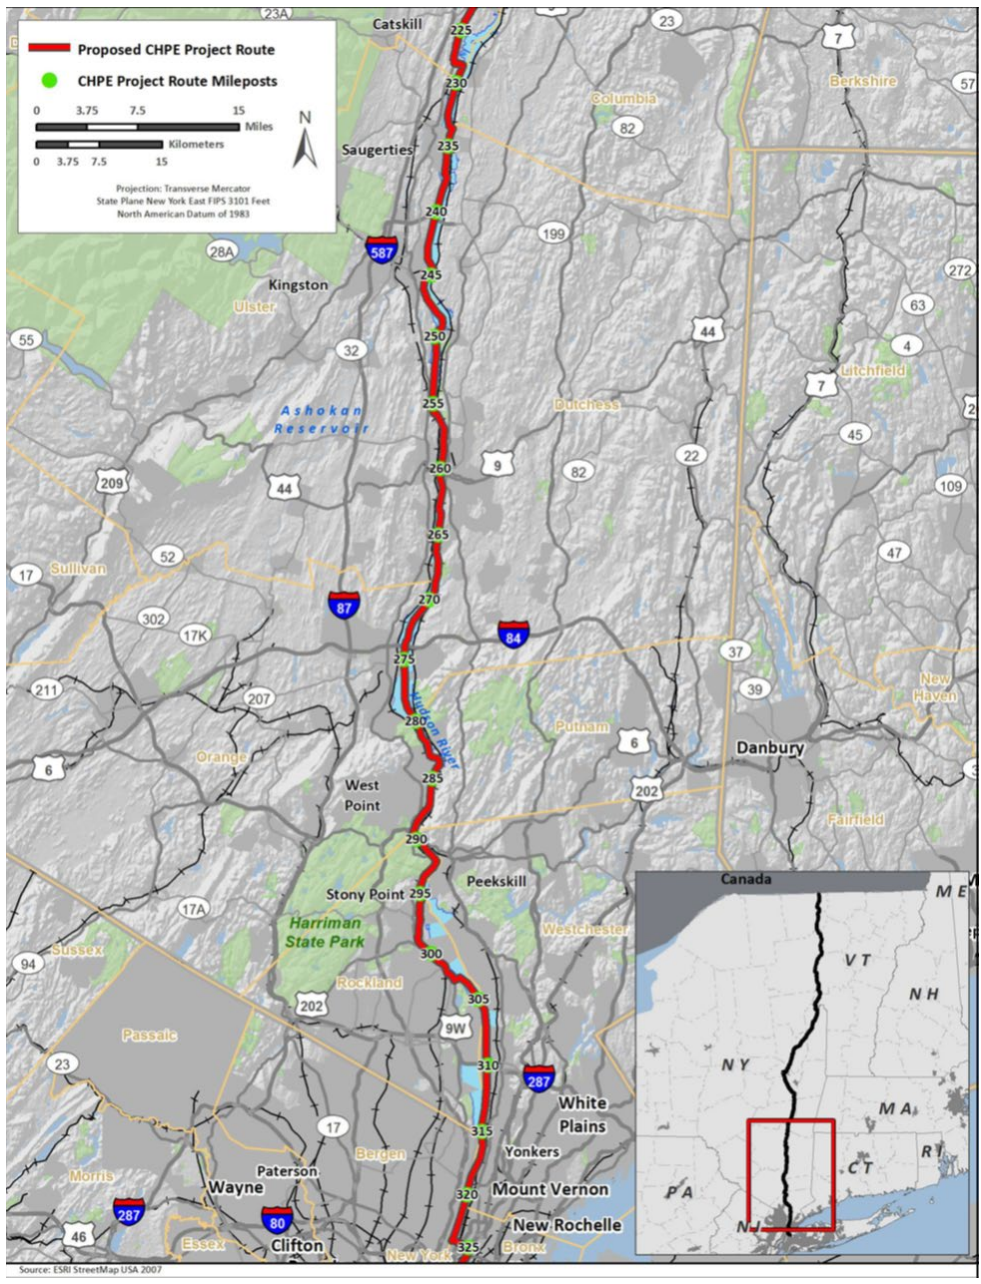 23A
Catskill
225
23
7
Proposed CHPE Project Route
CHPE Project Route Mileposts
0 3.75 7.5 15
Miles
Kilometers
0 3.75 7.5 15
N
Projection: Transverse Mercator
State Plane New York East FIPS 3101 Feet
North American Datum of 1983
230
Berkshire
57
Columbia
82
Saugerties
235
240
199
28A
587
245
272
Kingston
Ulster
63
250
44
55
32
4
Litchfield
7
255
Dutchess
Ashokan
Reservoir
45
22
260
9
82
209
44
109
265
52
47
Sullivan
17
270
87
302
17K
84
37
275
211
207
39
New
Haven
Hudson River
280
Putnam
6
Danbury
Orange
6
285
202
West
Point
Fairfield
290
Peekskill
Stony Point 295
17A
Harriman
State Park
Westchester
Sussex
300
94
Rockland
305
202
9W
Passaic
23
310
287
White
Plains
17
315
Yonkers
Bergen
Morris
Paterson
Wayne
320
Mount Vernon
287
80
New Rochelle
46
Essex
Clifton
New York
325
Bronx
Canada
ME
VT
NH
NY
MA
CT
RI
PA
NJ
Source: ESRI StreetMap USA 2007